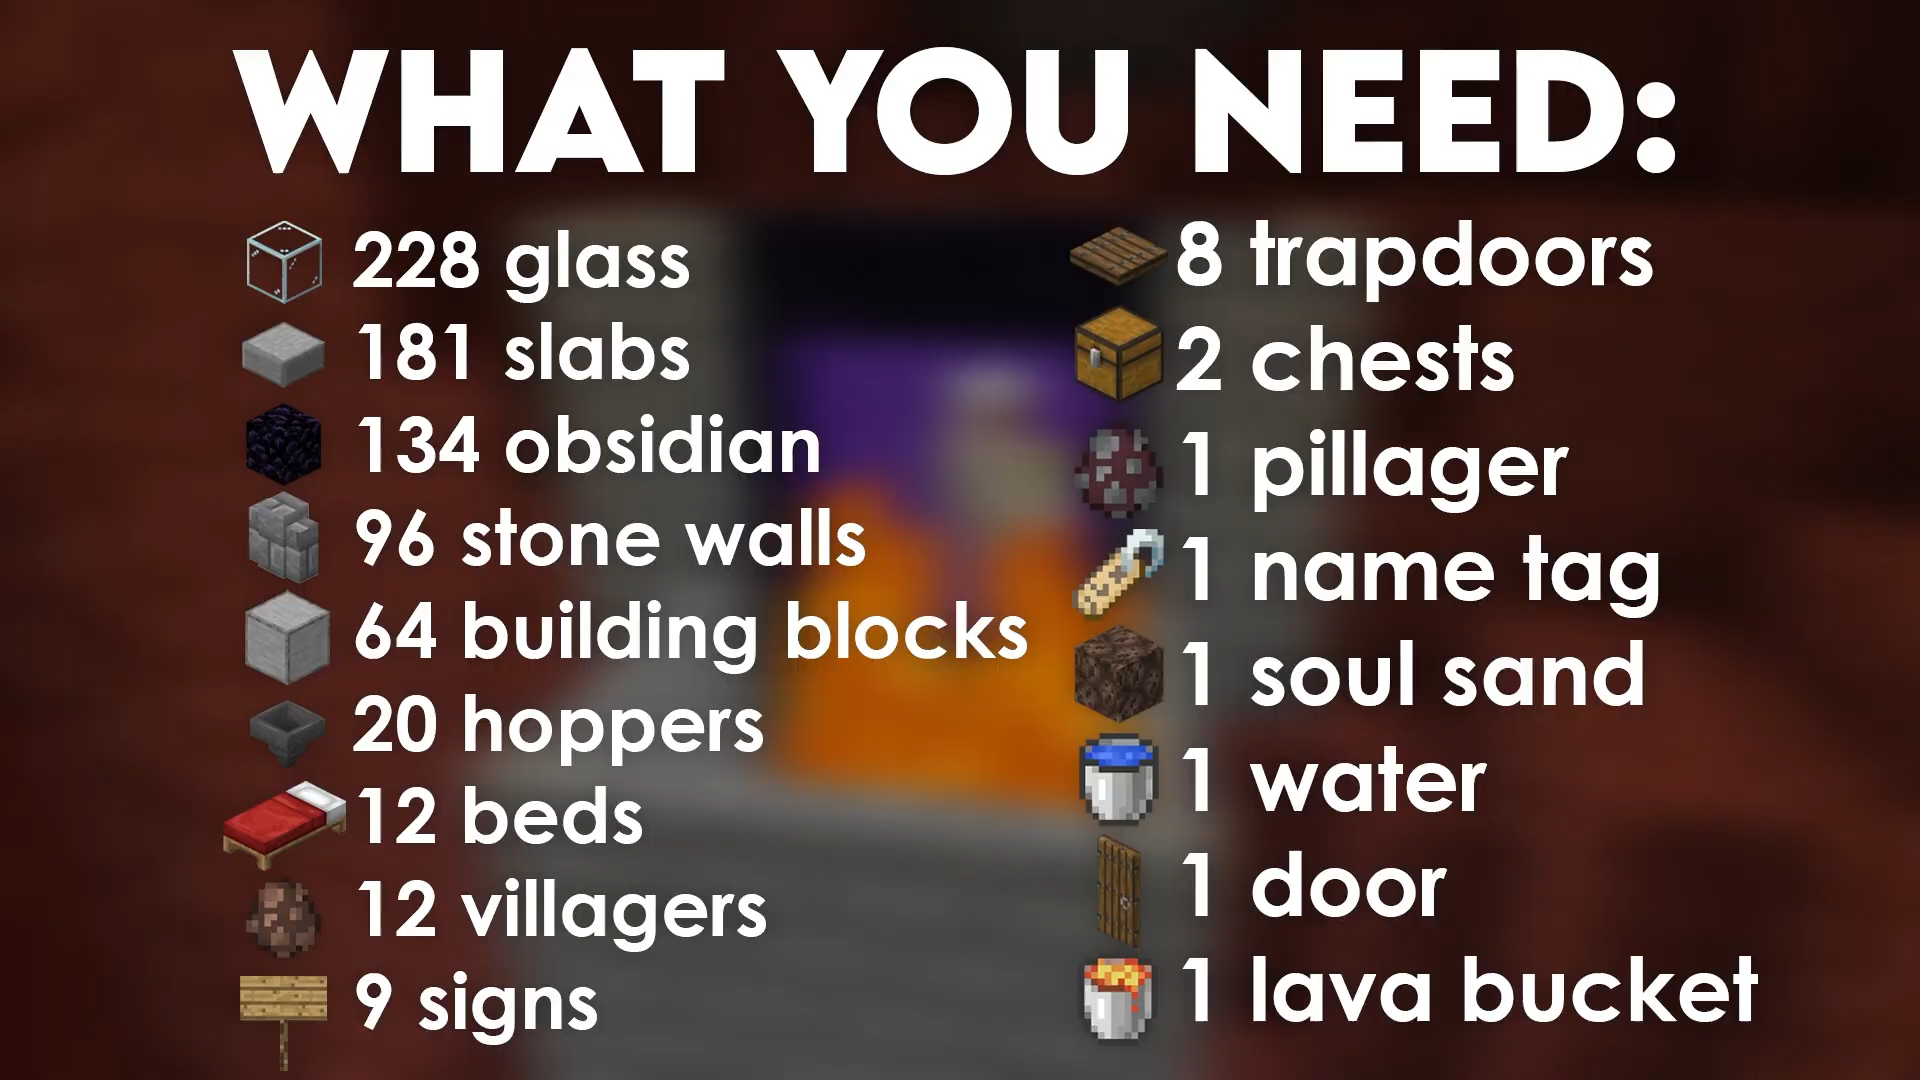 WHAT YOU NEED:
228 glass
181 slabs
134 obsidian
96 stone walls
64 building blocks
20 hoppers
12 beds
12 villagers
9 signs
8 trapdoors
2 chests
1 pillager
1 name tag
1 soul sand
1 water
1 door
1 lava bucket